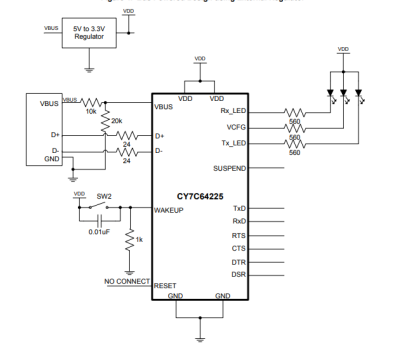 VDD
VBUS
5V to 3.3V
Regulator
VDD
VDD
VDD VDD
VBUS
VBUS
10k
20k
VBUS
D+
24
D+
D-
24
D-
GND
Rx_LED
560
VCFG
560
Tx_LED
560
SUSPEND
CY7C64225
VDD
SW2
WAKEUP
0.01uF
1k
TxD
RxD
RTS
CTS
DTR
DSR
NO CONNECT
RESET
GND GND